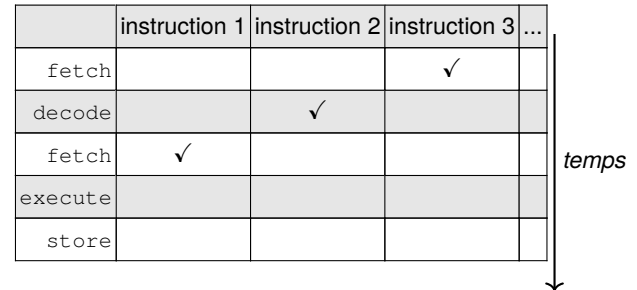 instruction 1 instruction 2 instruction 3 ...
fetch ✓
decode ✓
fetch ✓
temps
execute
store